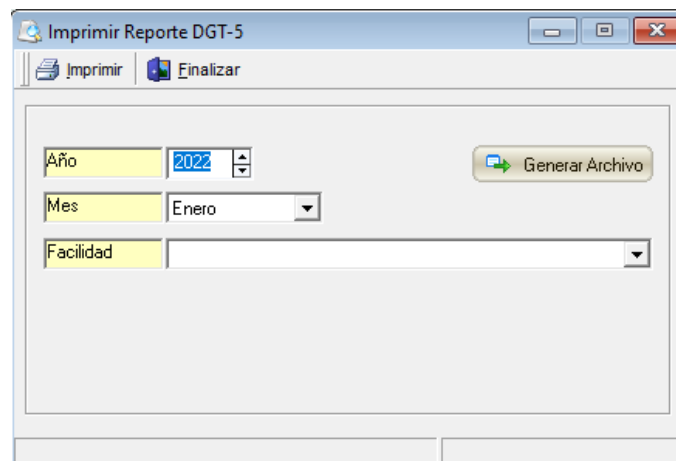 Imprimir Reporte DGT-5
Imprimir Finalizar
Año 2022 Generar Archivo
Mes Enero
Facilidad